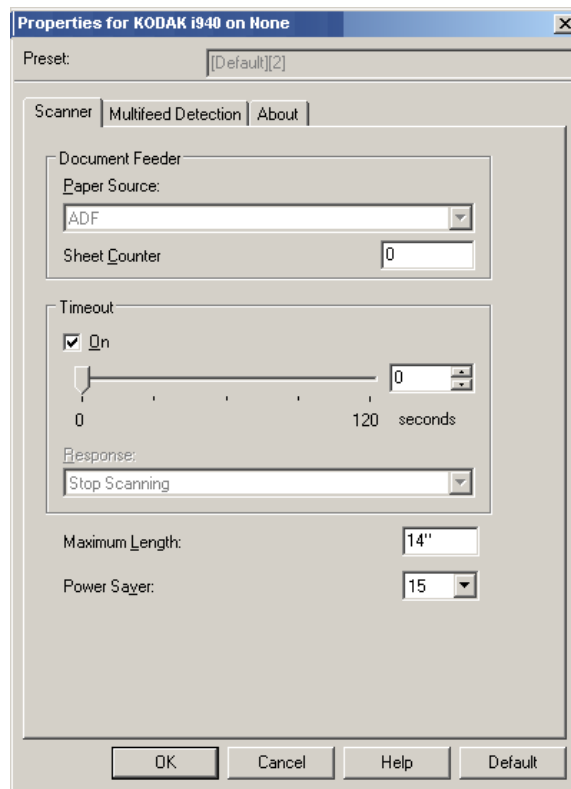 Properties for KODAK i940 on None
Preset:
[Default][2]
Scanner Multifeed Detection About
Document Feeder
Paper Source:
ADF
Sheet Counter 0
Timeout
On
0
0 120 seconds
Response:
Stop Scanning
Maximum Length: 14"
Power Saver: 15
OK Cancel Help Default